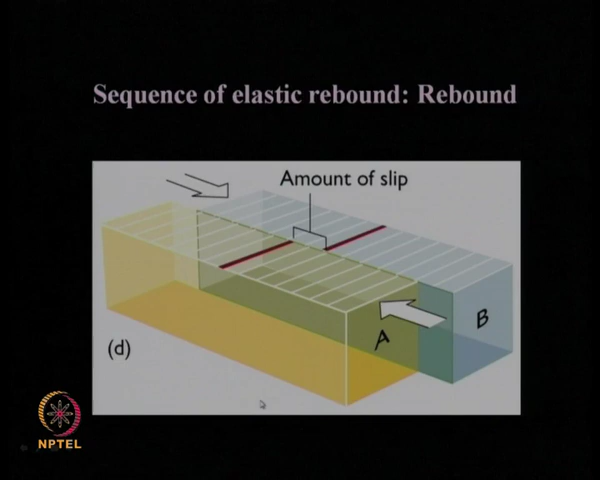 Sequence of elastic rebound: Rebound
Amount of slip
B
A
(d)
NPTEL